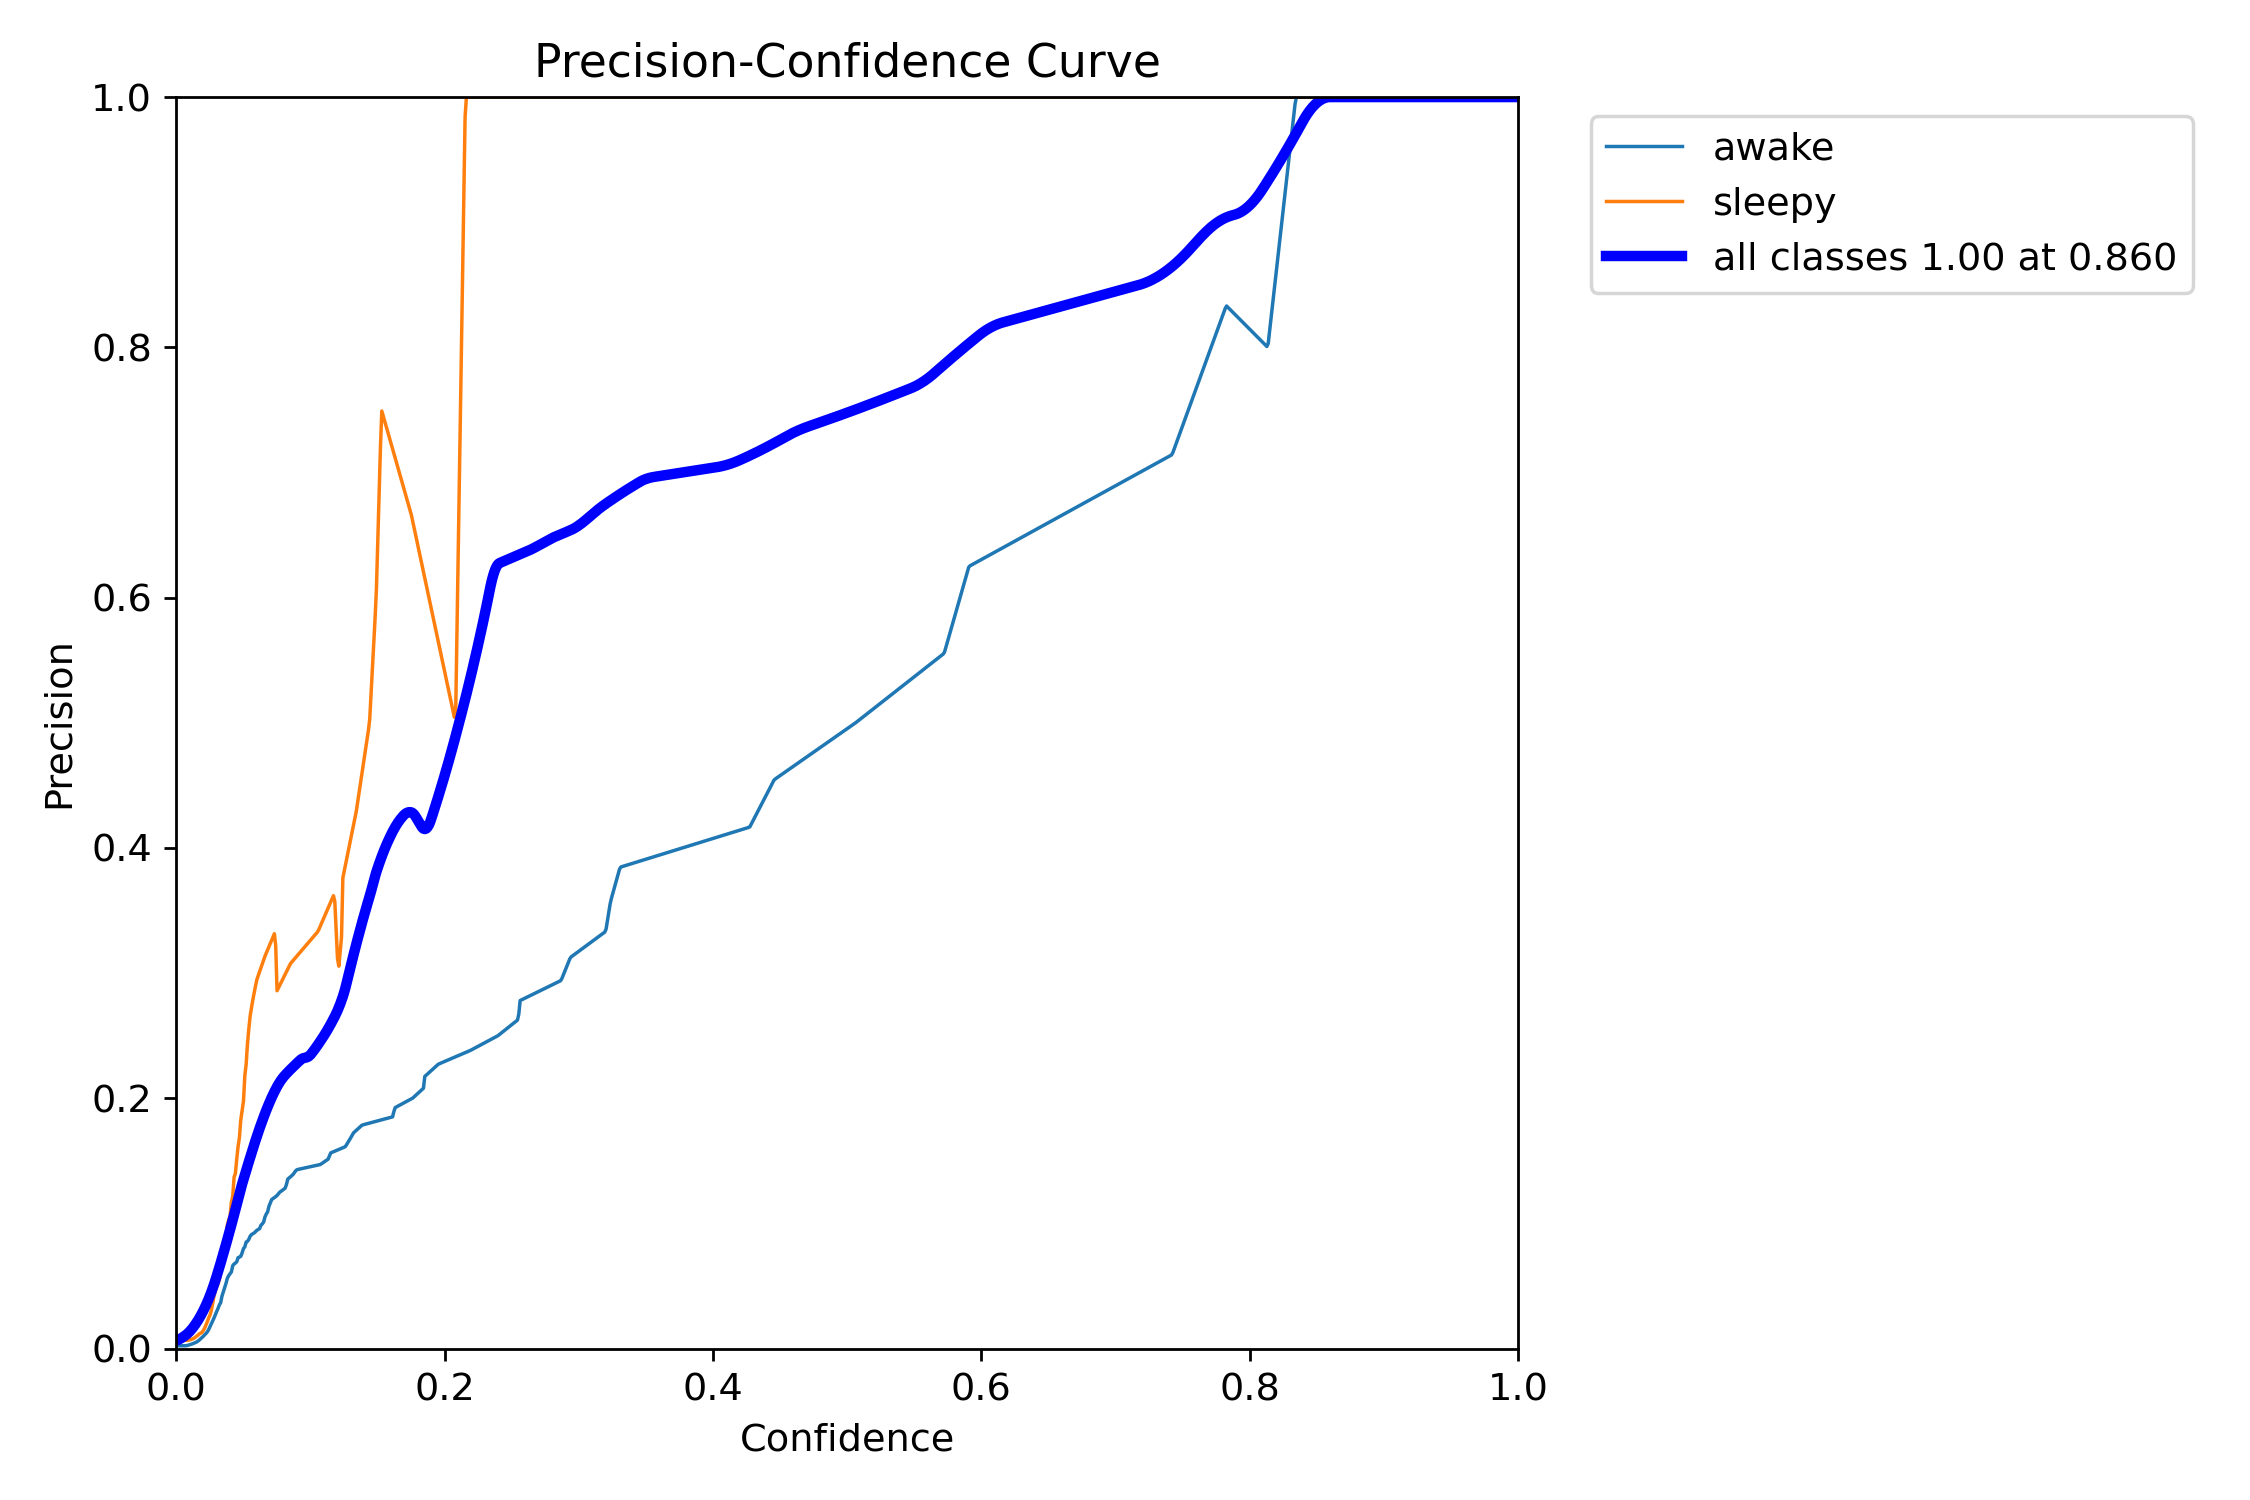 Precision-Confidence Curve
1.0
0.8
0.6
0.4
0.2
0.0
Precision
0.0 0.2 0.4 0.6 0.8 1.0
Confidence
awake
sleepy
all classes 1.00 at 0.860